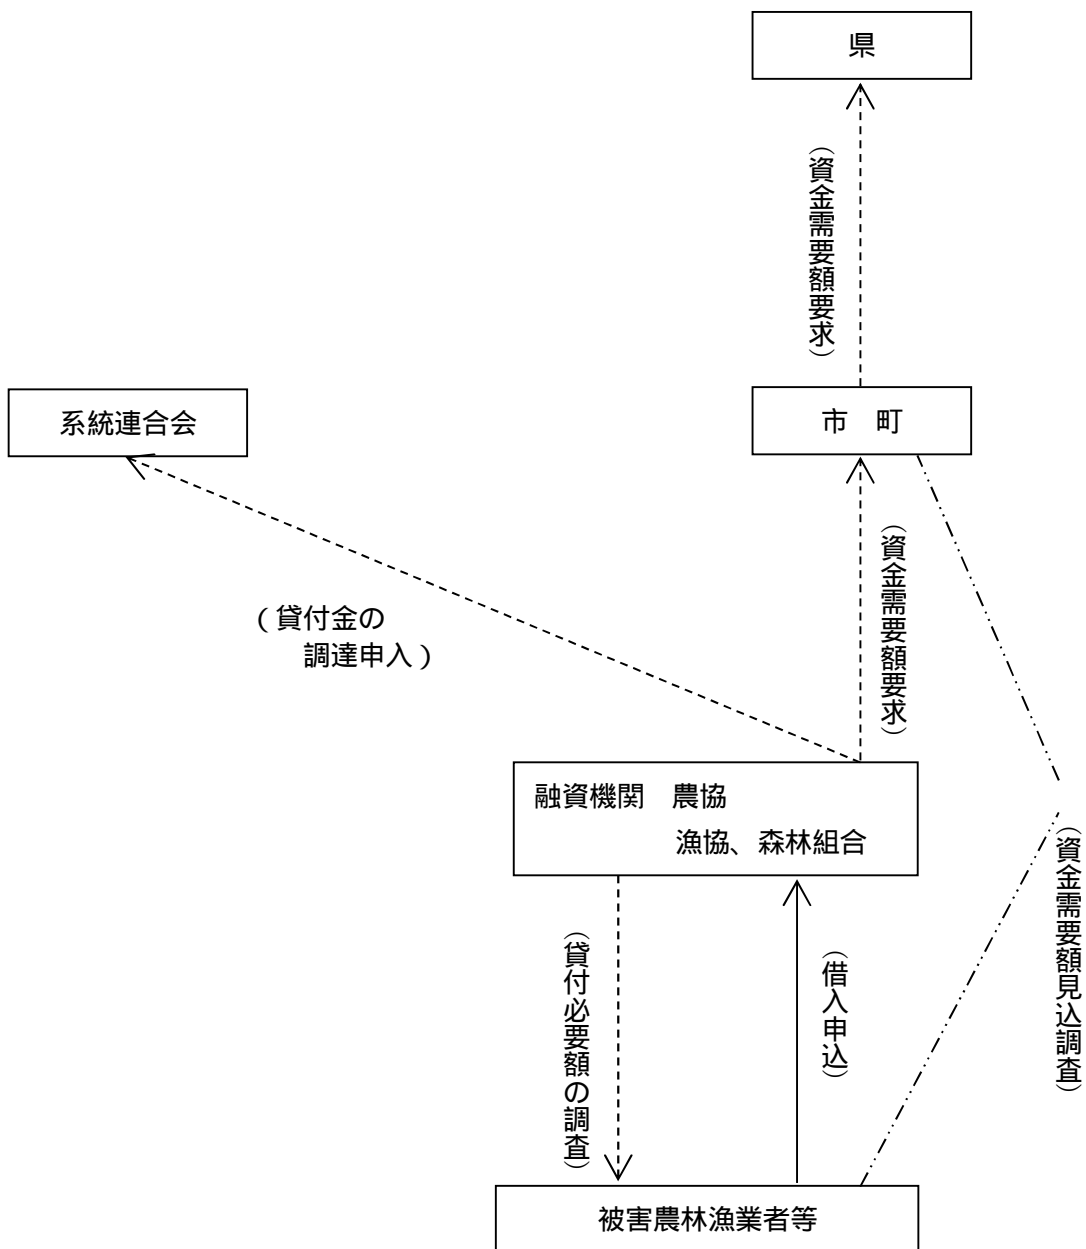 県
（資金需要額要求）
系統連合会
市　町
（資金需要額要求）
（貸付金の
調達申入）
融資機関　農協
漁協、森林組合
（資金需要額見込調査）
（貸付必要額の調査）
（借入申込）
被害農林漁業者等